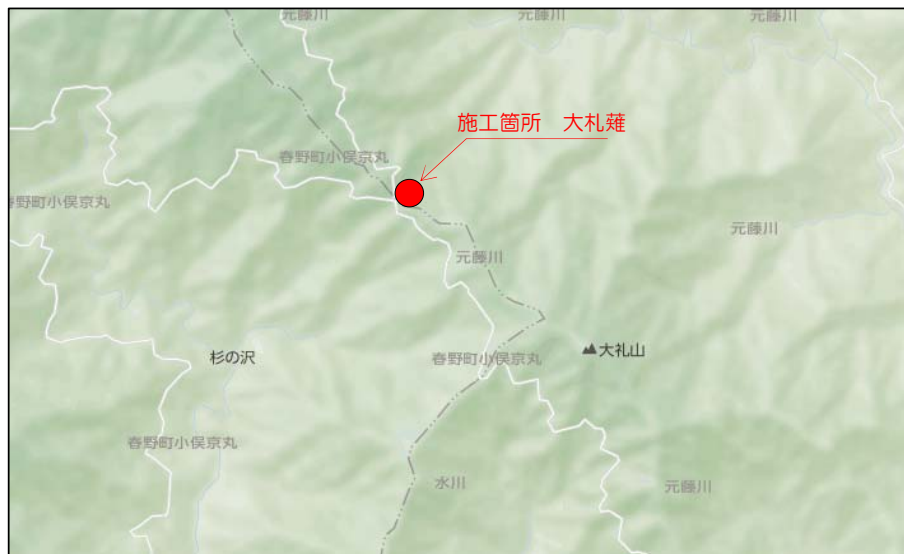 元藤川
元藤川
元藤川
施工箇所　大札薙
春野町小俣京丸
春野町小俣京丸
元藤川
元藤川
杉の沢
春野町小俣京丸
大札山
春野町小俣京丸
水川
元藤川